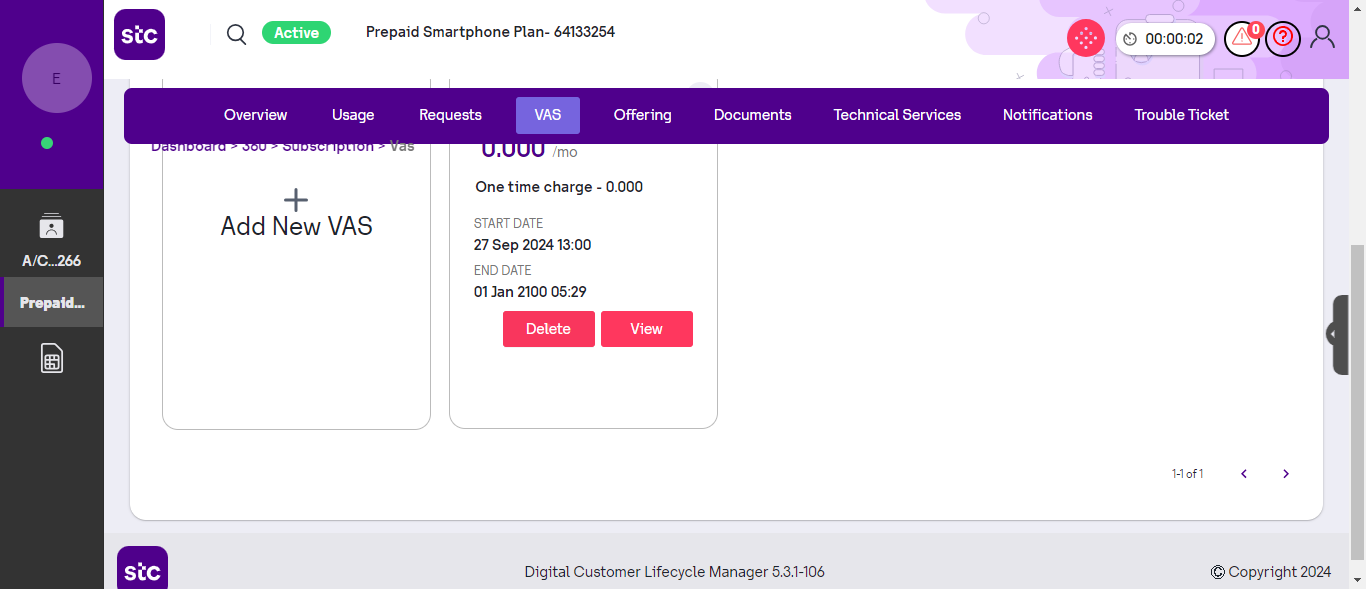 stc
Active
Prepaid Smartphone Plan- 64133254
00:00:02
0
E
Overview
Usage
Requests
VAS
Offering
Documents
Technical Services
Notifications
Trouble Ticket
Dashboard > 360 > Subscription > Vas
0.000 /mo
One time charge - 0.000
Add New VAS
START DATE
27 Sep 2024 13:00
END DATE
01 Jan 2100 05:29
Delete
View
A/C...266
Prepaid...
1-1 of 1
stc
Digital Customer Lifecycle Manager 5.3.1-106
© Copyright 2024